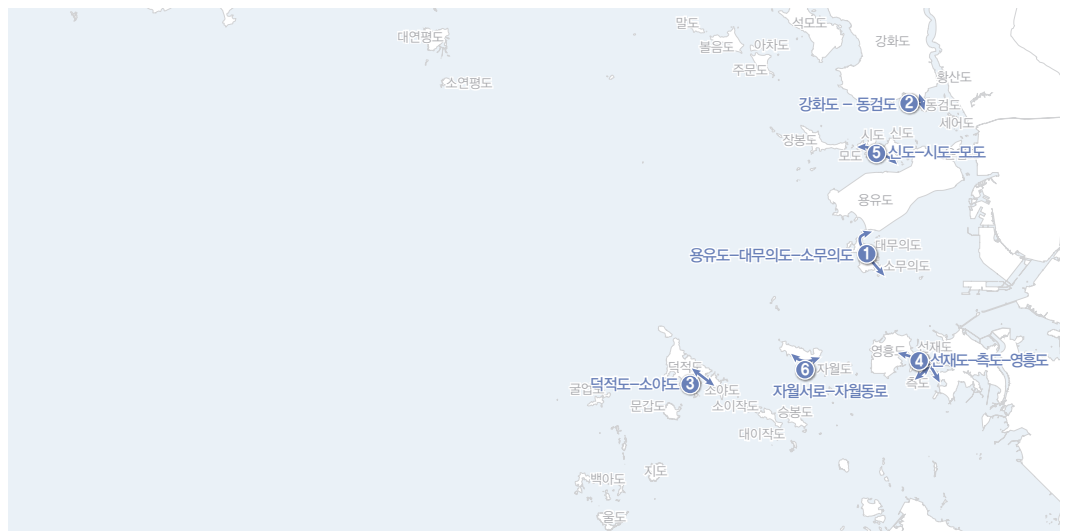 말도
석모도
대연평도
볼음도
아차도
강화도
주문도
소연평도
황산도
강화도 – 동검도
2
동검도
세어도
장봉도
시도
신도
모도
5
신도–시도–모도
용유도
용유도–대무의도–소무의도
1
대무의도
소무의도
영흥도
선재도
4
선재도–측도–영흥도
측도
덕적도
6
자월도
자월서로–자월동로
굴업도
덕적도–소야도
3
소야도
문갑도
소이작도
승봉도
대이작도
백아도
지도
울도